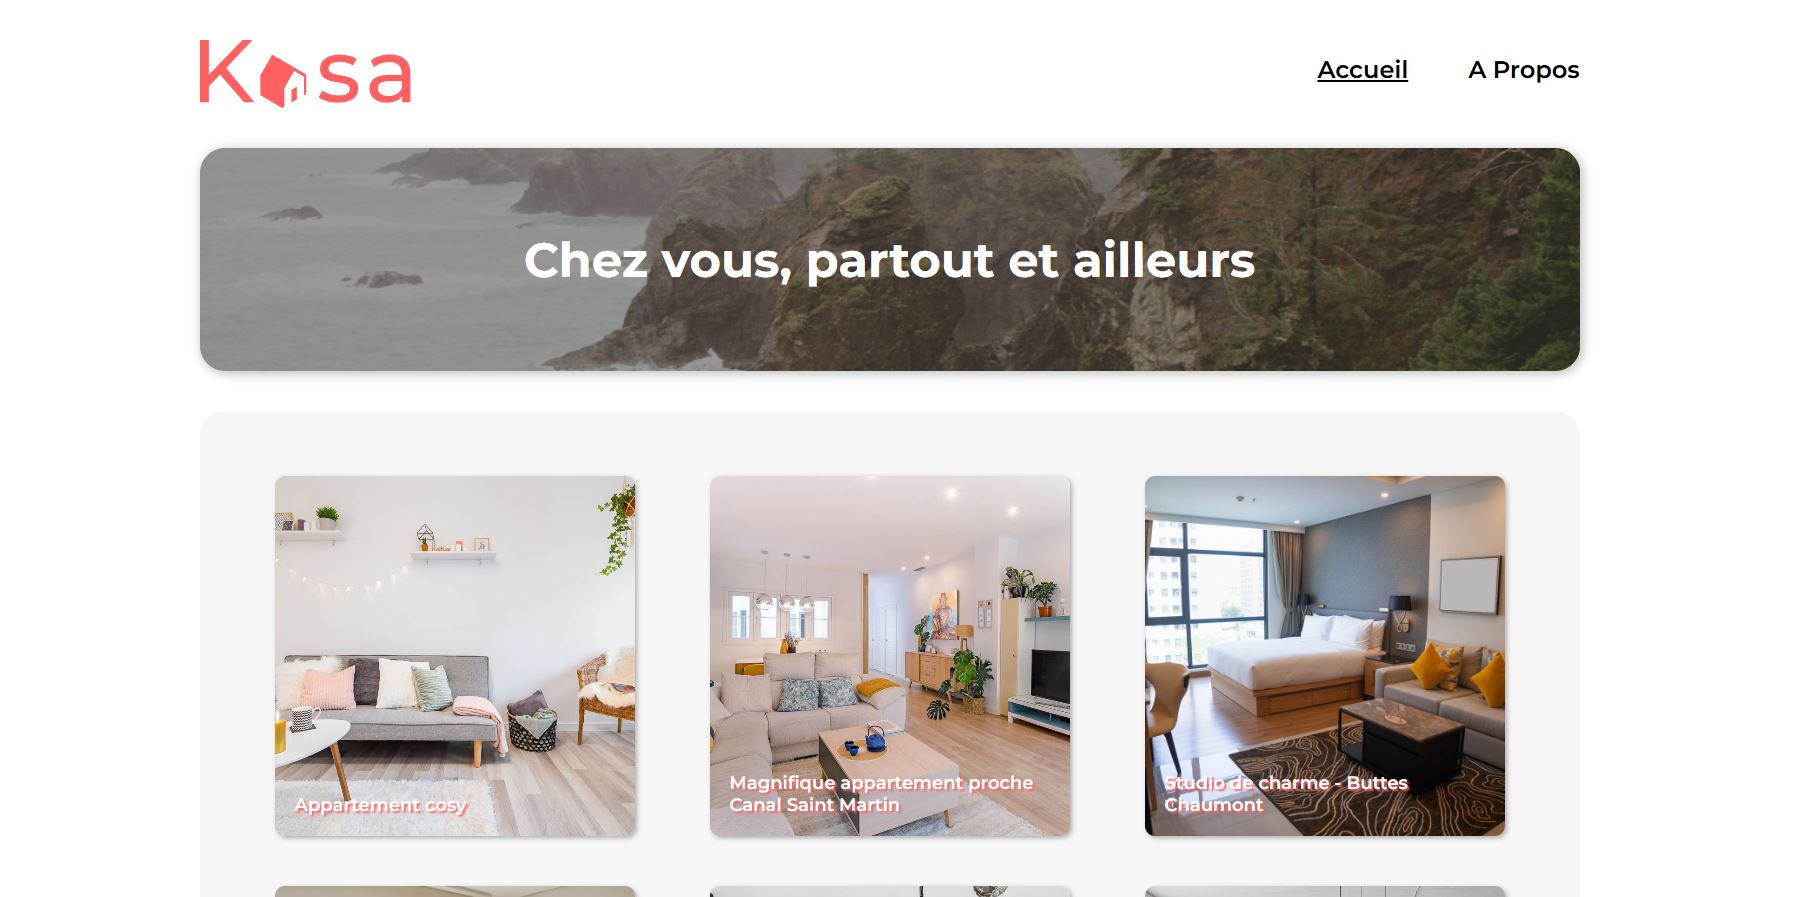 Kasa
Accueil
A Propos
Chez vous, partout et ailleurs
Appartement cosy
Magnifique appartement proche
Canal Saint Martin
Studio de charme - Buttes
Chaumont